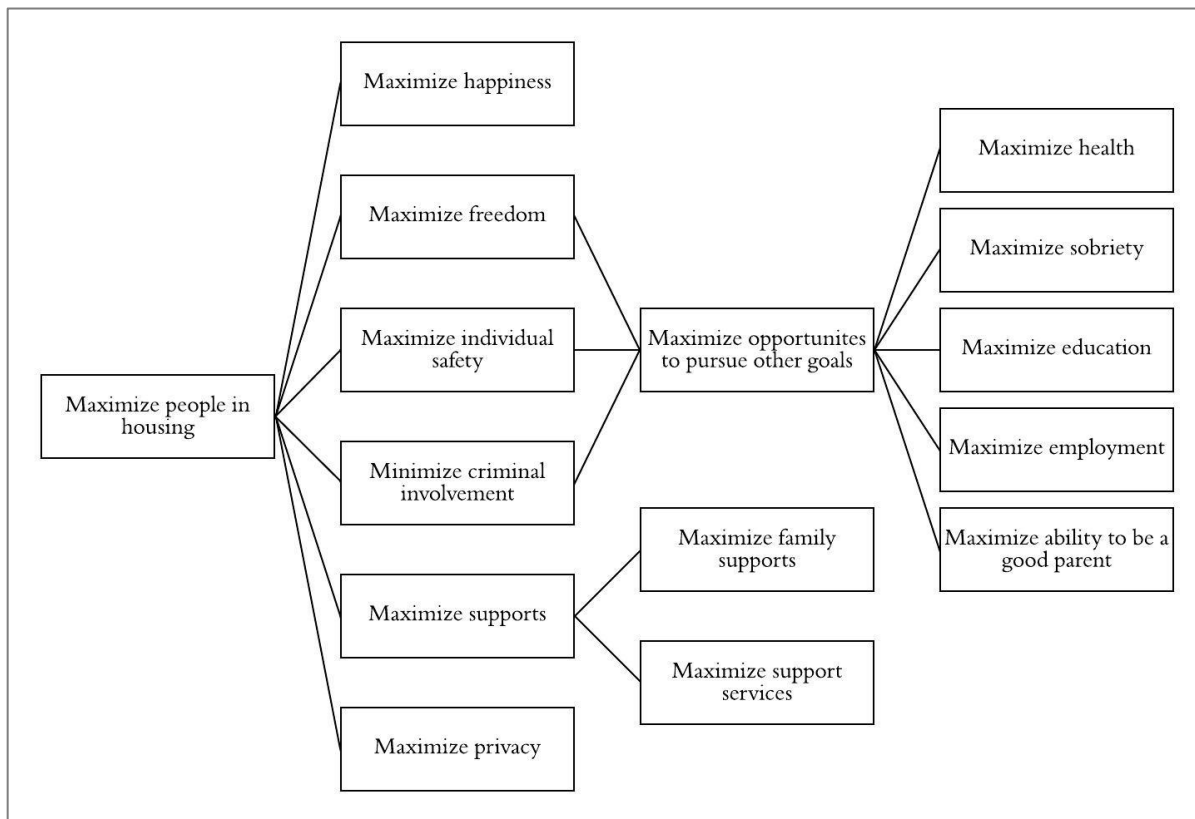 Maximize people in
housing
Maximize happiness
Maximize freedom
Maximize individual
safety
Minimize criminal
involvement
Maximize supports
Maximize privacy
Maximize opportunites
to pursue other goals
Maximize family
supports
Maximize support
services
Maximize health
Maximize sobriety
Maximize education
Maximize employment
Maximize ability to be a
good parent